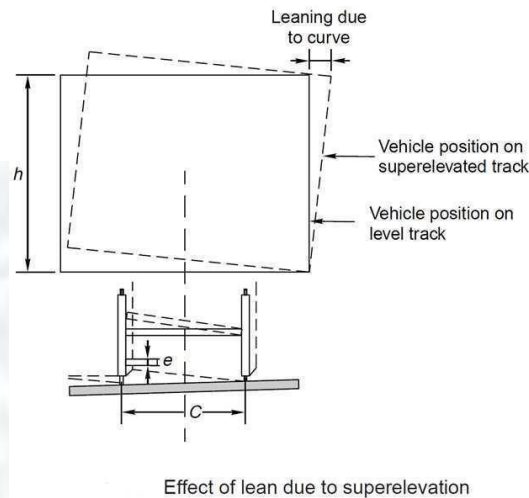 Leaning due
to curve
Vehicle position on
superelevated track
h
Vehicle position on
level track
e
C
Effect of lean due to superelevation